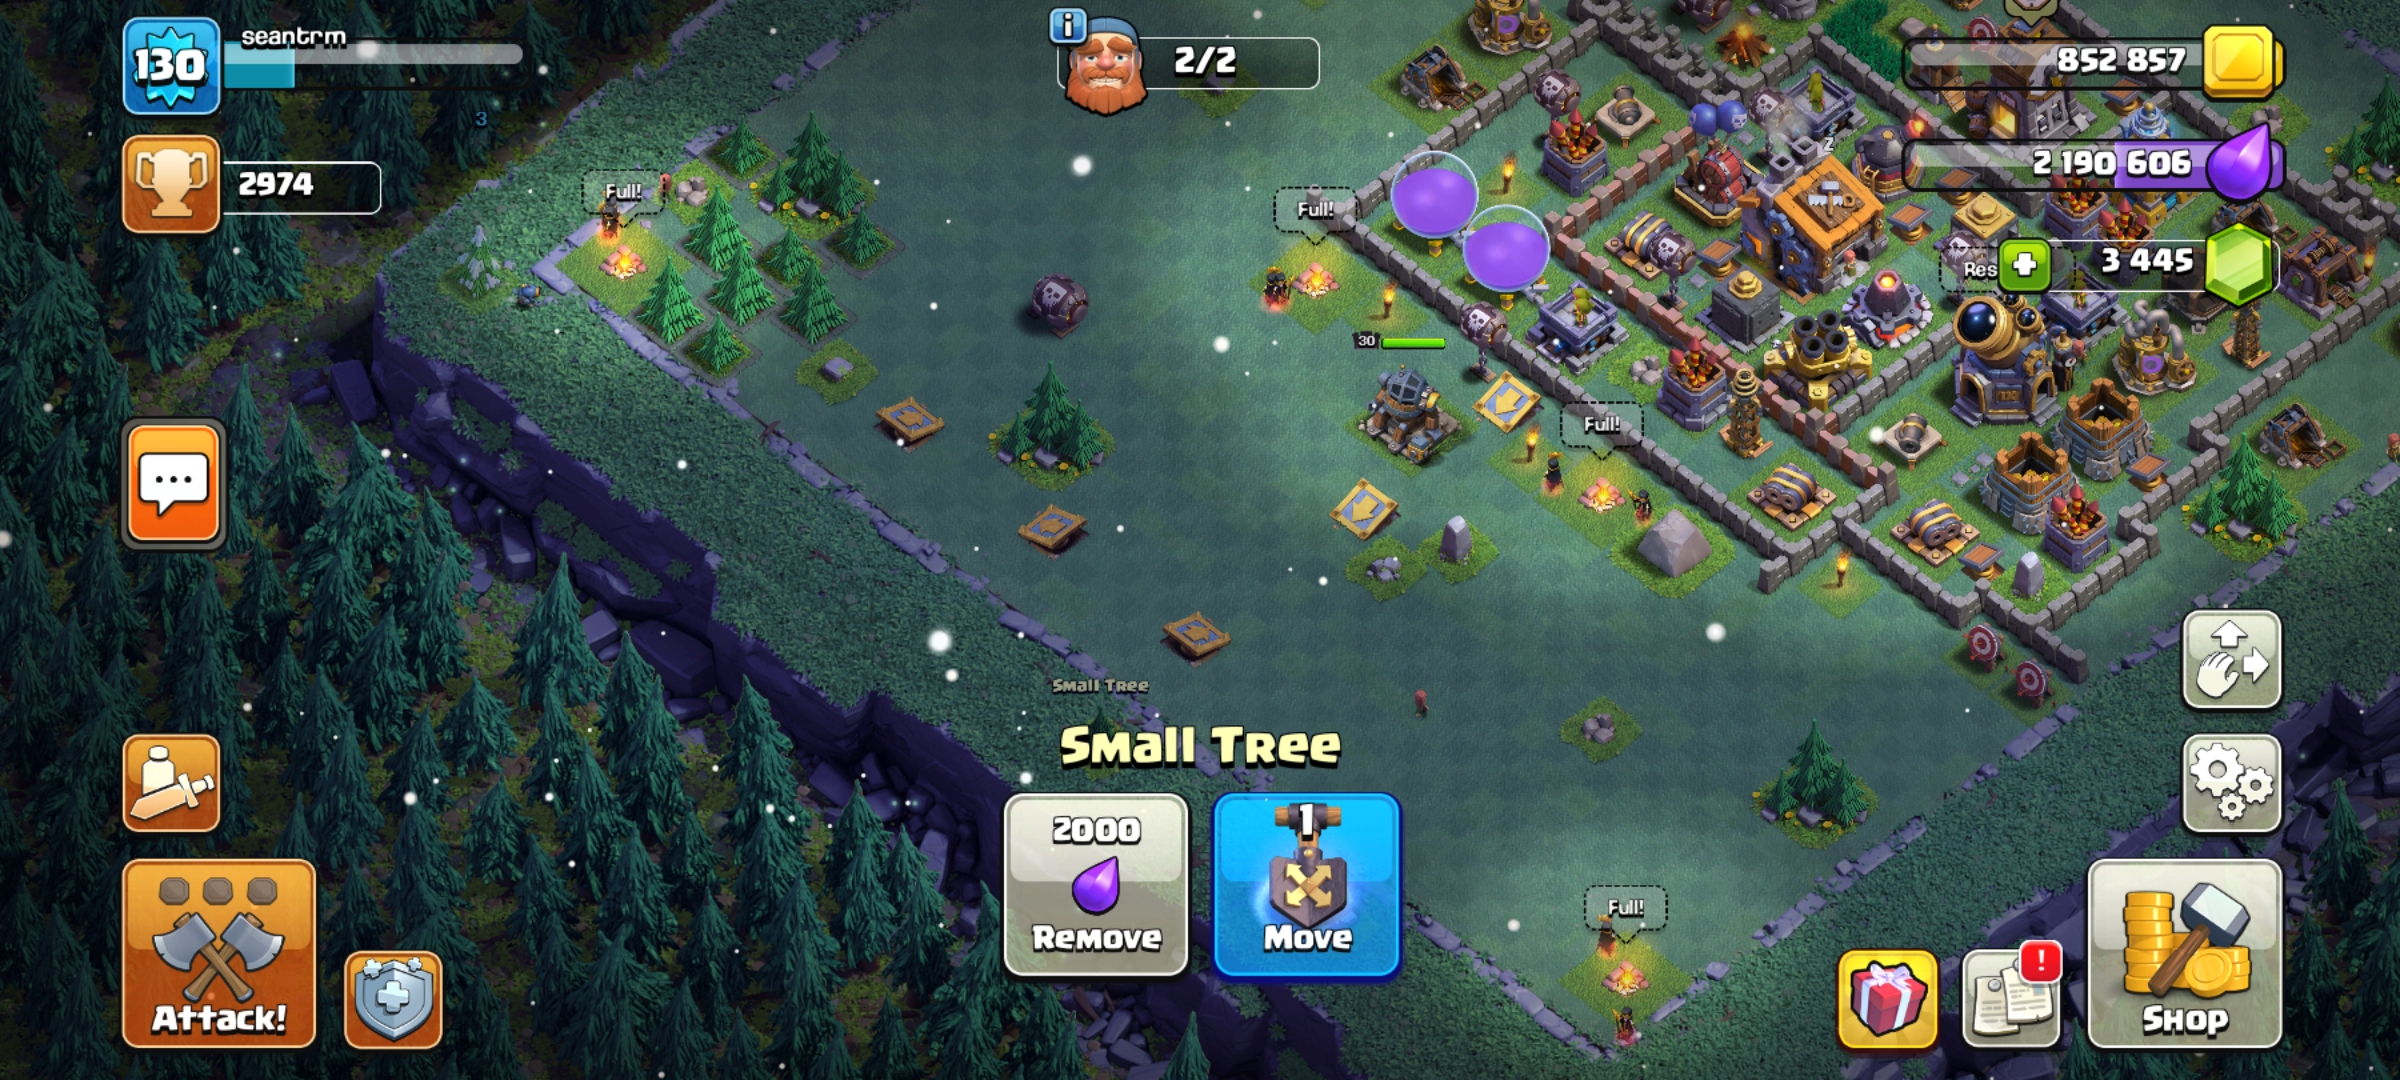 130
seantrm
3
2974
i
2/2
852 857
2 190 606
3 445
Res
Full!
Full!
30
Full!
Small Tree
Small Tree
2000
Remove
1
Move
Full!
Attack!
!
Shop
z